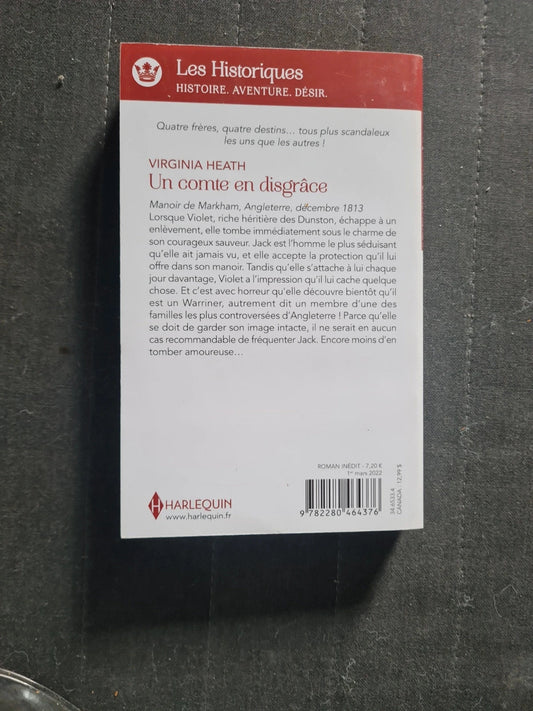 Les Historiques
HISTOIRE. AVENTURE. DÉSIR.
Quatre frères, quatre destins… tous plus scandaleux
les uns que les autres !
VIRGINIA HEATH
Un comte en disgrâce
Manoir de Markham, Angleterre, décembre 1813
Lorsque Violet, riche héritière des Dunston, échappe à un
enlèvement, elle tombe immédiatement sous le charme de
son courageux sauveur. Jack est l'homme le plus séduisant
qu'elle ait jamais vu, et elle accepte la protection qu'il lui
offre dans son manoir. Tandis qu'elle s'attache à lui chaque
jour davantage, Violet a l'impression qu'il lui cache quelque
chose. Et c'est avec horreur qu'elle découvre bientôt qu'il
est un Warriner, autrement dit un membre d'une des
familles les plus controversées d'Angleterre ! Parce qu'elle
se doit de garder son image intacte, il ne serait en aucun
cas recommandable de fréquenter Jack. Encore moins d'en
tomber amoureuse…
ROMAN INÉDIT - 7,20 €
1er mars 2022
HARLEQUIN
www.harlequin.fr
9 782280 464376
34.6533.4
CANADA : 12,99 $